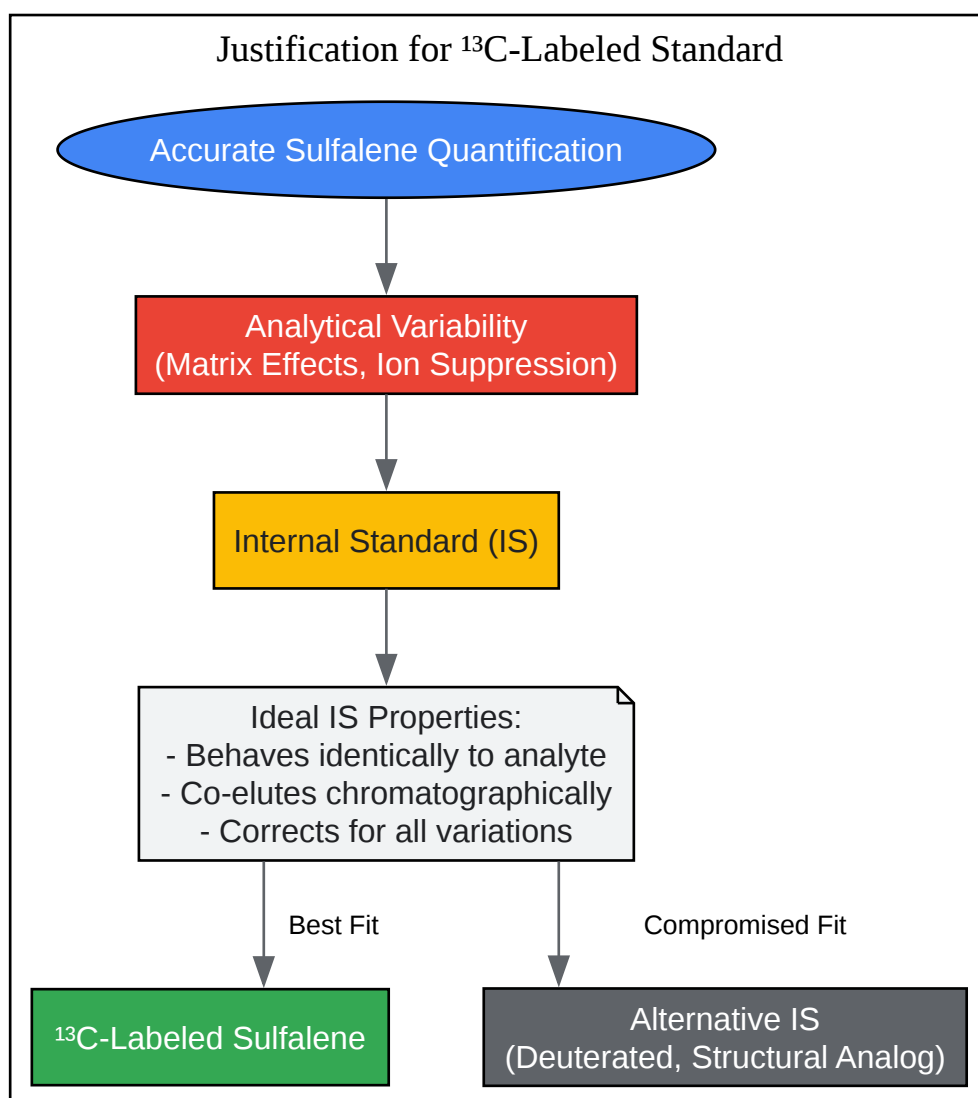 Justification for ¹³C-Labeled Standard
Accurate Sulfalene Quantification
Analytical Variability
(Matrix Effects, Ion Suppression)
Internal Standard (IS)
Ideal IS Properties:
- Behaves identically to analyte
- Co-elutes chromatographically
- Corrects for all variations
Best Fit
Compromised Fit
¹³C-Labeled Sulfalene
Alternative IS
(Deuterated, Structural Analog)